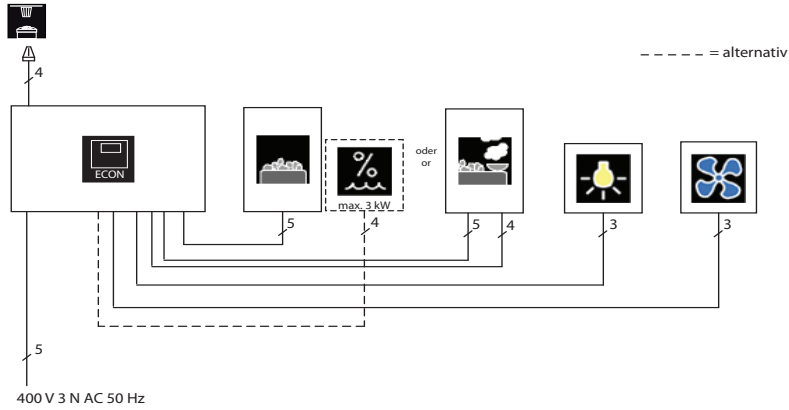 4
= alternativ
ECON
%
max. 3 kW
oder
or
5
4
5
4
3
3
5
400 V 3 N AC 50 Hz